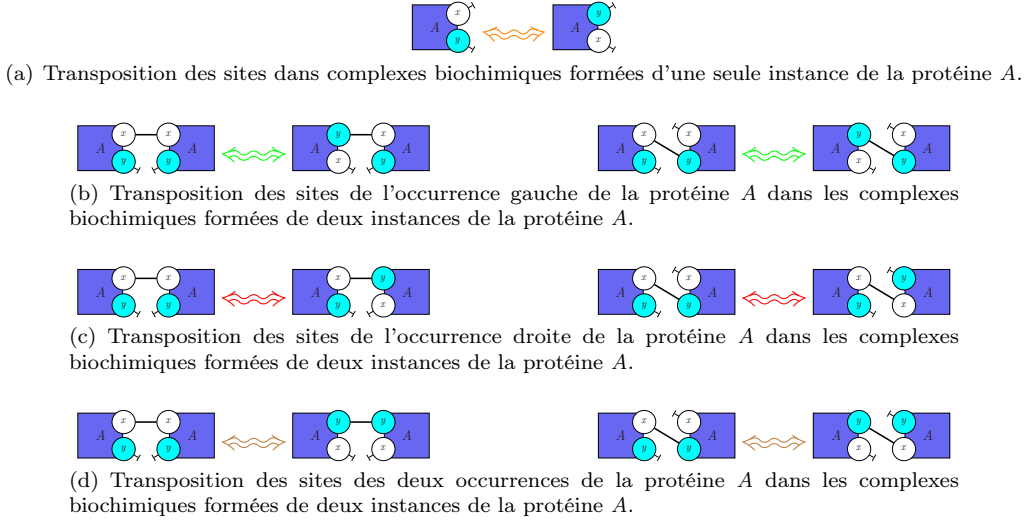 x y
A A
y x
(a) Transposition des sites dans complexes biochimiques formées d'une seule instance de la protéine A.
x x y x x x y x
A A A A A A A A
y y x y y y x y
(b) Transposition des sites de l'occurrence gauche de la protéine A dans les complexes
biochimiques formées de deux instances de la protéine A.
x x x y x x x y
A A A A A A A A
y y y x y y y x
(c) Transposition des sites de l'occurrence droite de la protéine A dans les complexes
biochimiques formées de deux instances de la protéine A.
x x y y x x y y
A A A A A A A A
y y x x y y x x
(d) Transposition des sites des deux occurrences de la protéine A dans les complexes
biochimiques formées de deux instances de la protéine A.